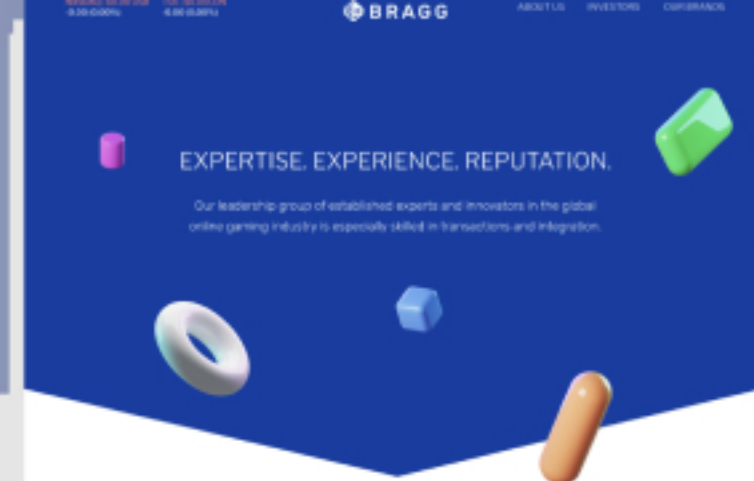 BRAGG
ABOUT US INVESTORS OUR BRANDS
EXPERTISE. EXPERIENCE. REPUTATION.
Our leadership group of established experts and innovators in the global
online gaming industry is especially skilled in transactions and integration.